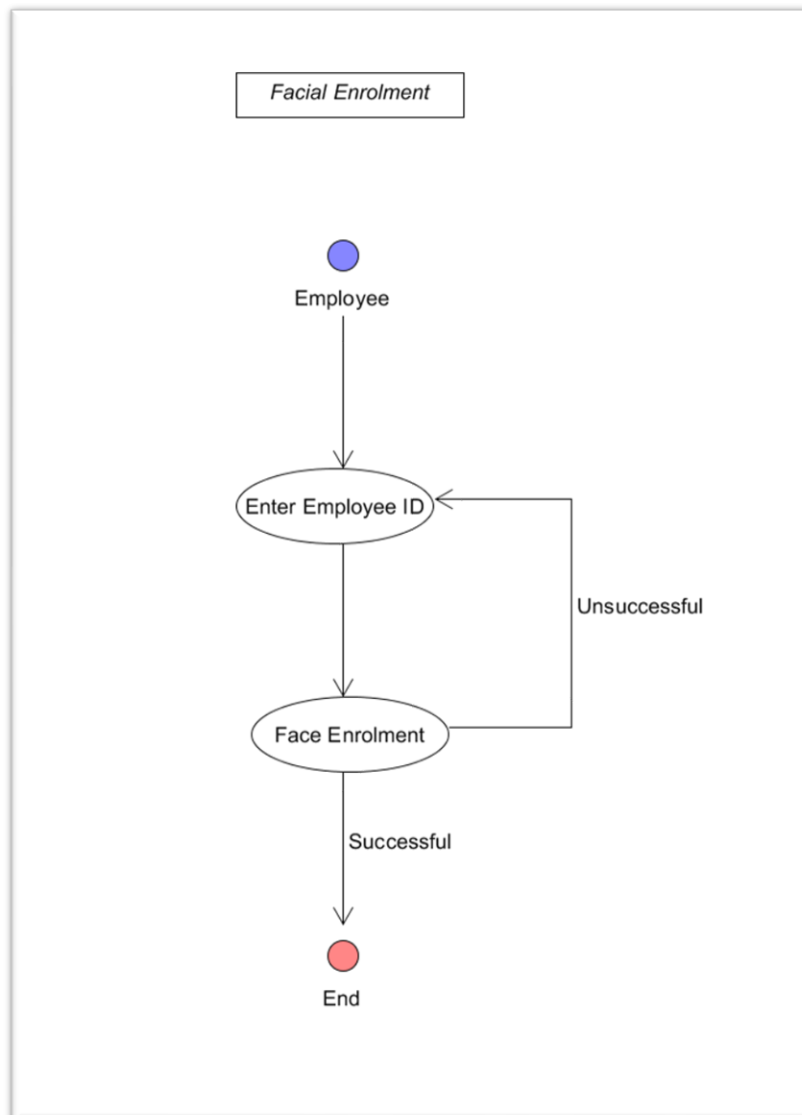 Facial Enrolment
Employee
Enter Employee ID
Unsuccessful
Face Enrolment
Successful
End